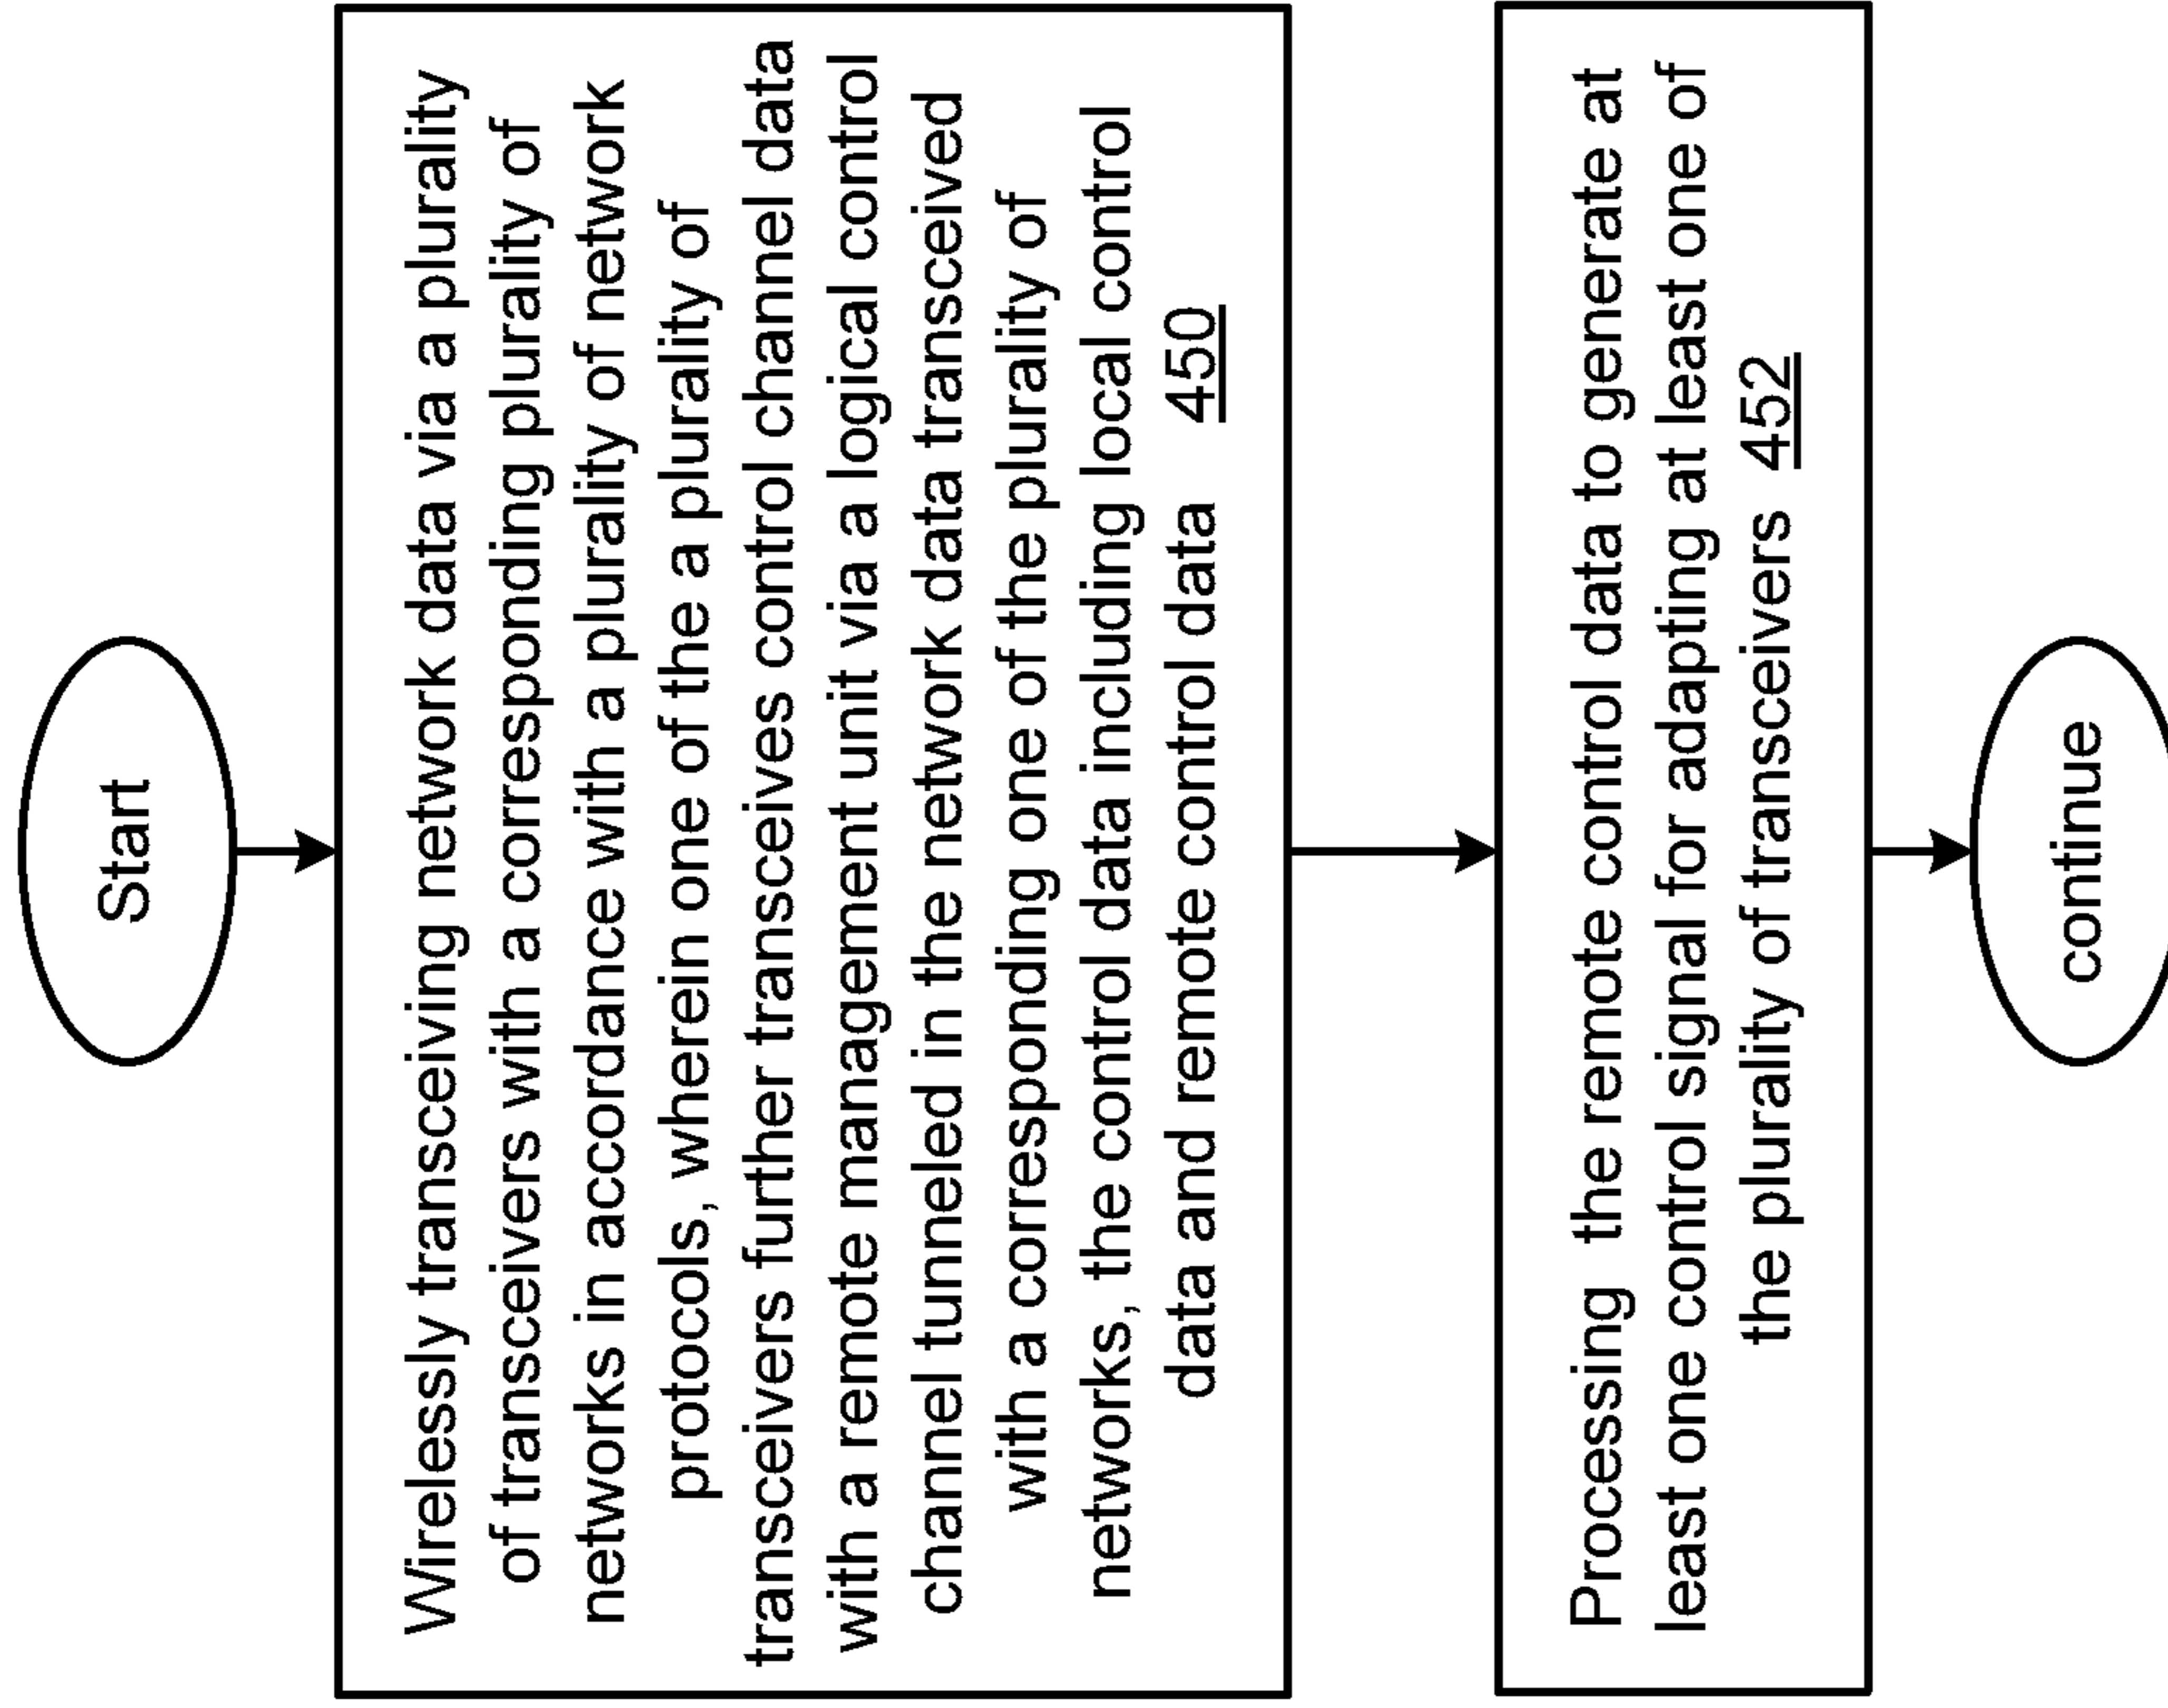 Start
Wirelessly transceiving network data via a plurality
of transceivers with a corresponding plurality of
networks in accordance with a plurality of network
protocols, wherein one of the a plurality of
transceivers further transceives control channel data
with a remote management unit via a logical control
channel tunneled in the network data transceived
with a corresponding one of the plurality of
networks, the control data including local control
data and remote control data 450
Processing the remote control data to generate at
least one control signal for adapting at least one of
the plurality of transceivers 452
continue